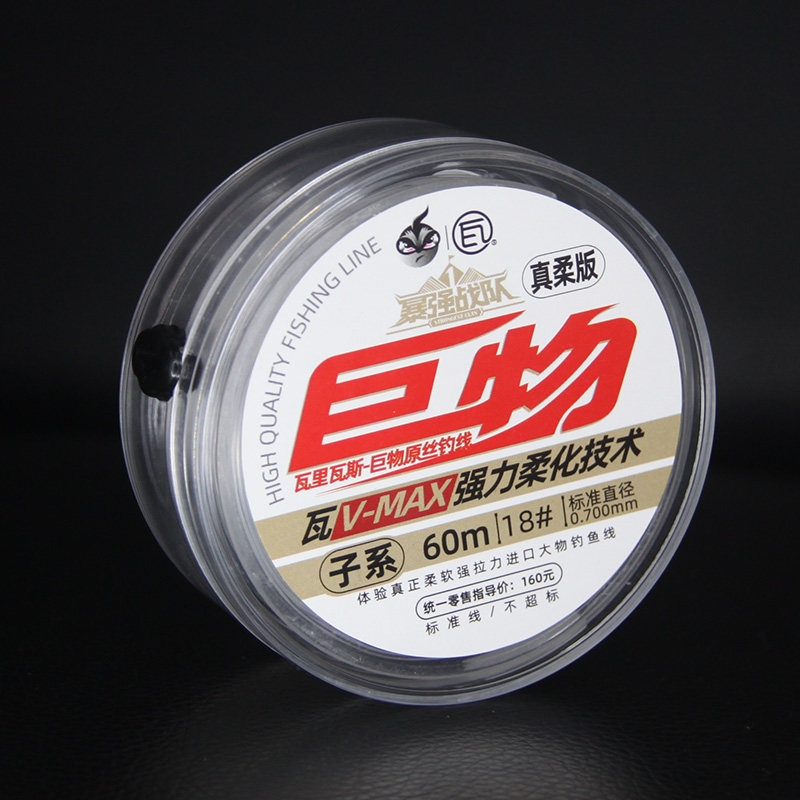 HIGH QUALITY FISHING LINE
瓦®
暴强战队
真柔版
巨物
瓦里瓦斯-巨物原丝钓线
瓦V-MAX强力柔化技术
子系 60m 18# 标准直径
0.700mm
体验真正柔软强拉力进口大物钓鱼线
统一零售指导价：160元
标准线/不超标